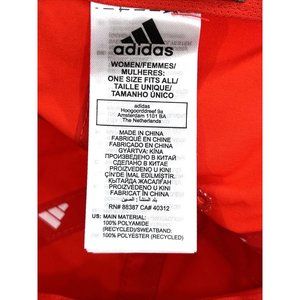 adidas
WOMEN/FEMMES/
MULHERES:
ONE SIZE FITS ALL/
TAILLE UNIQUE/
TAMANHO ÚNICO
adidas
Hoogoorddreef 9a
Amsterdam 1101 BA
The Netherlands
MADE IN CHINA
FABRIQUÉ EN CHINE
FABRICADO EN CHINA
GYÁRTVA: KÍNA
ПРОИЗВЕДЕНО В КИТАЙ
СДЕЛАНО В КИТАЕ
PROIZVEDENO U KINI
ÇİN'DE İMAL EDİLMİŞTİR.
ҚЫТАЙДА ЖАСАЛҒАН
PROIZVEDENO U KINI
بلد المنشأ : الصين
RN# 88387 CA# 40312
US: MAIN MATERIAL:
100% POLYAMIDE
(RECYCLED)/SWEATBAND:
100% POLYESTER (RECYCLED)